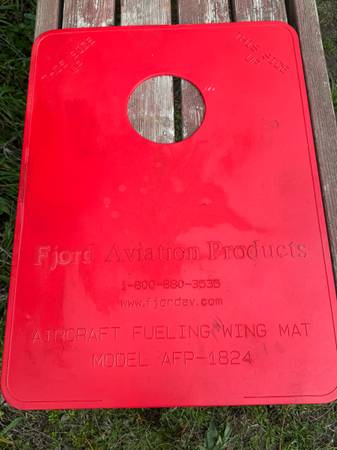 THIS SIDE
UP
THIS SIDE
UP
Fjord Aviation Products
1-800-880-3535
www.fjordav.com
AIRCRAFT FUELING WING MAT
MODEL AFP-1824